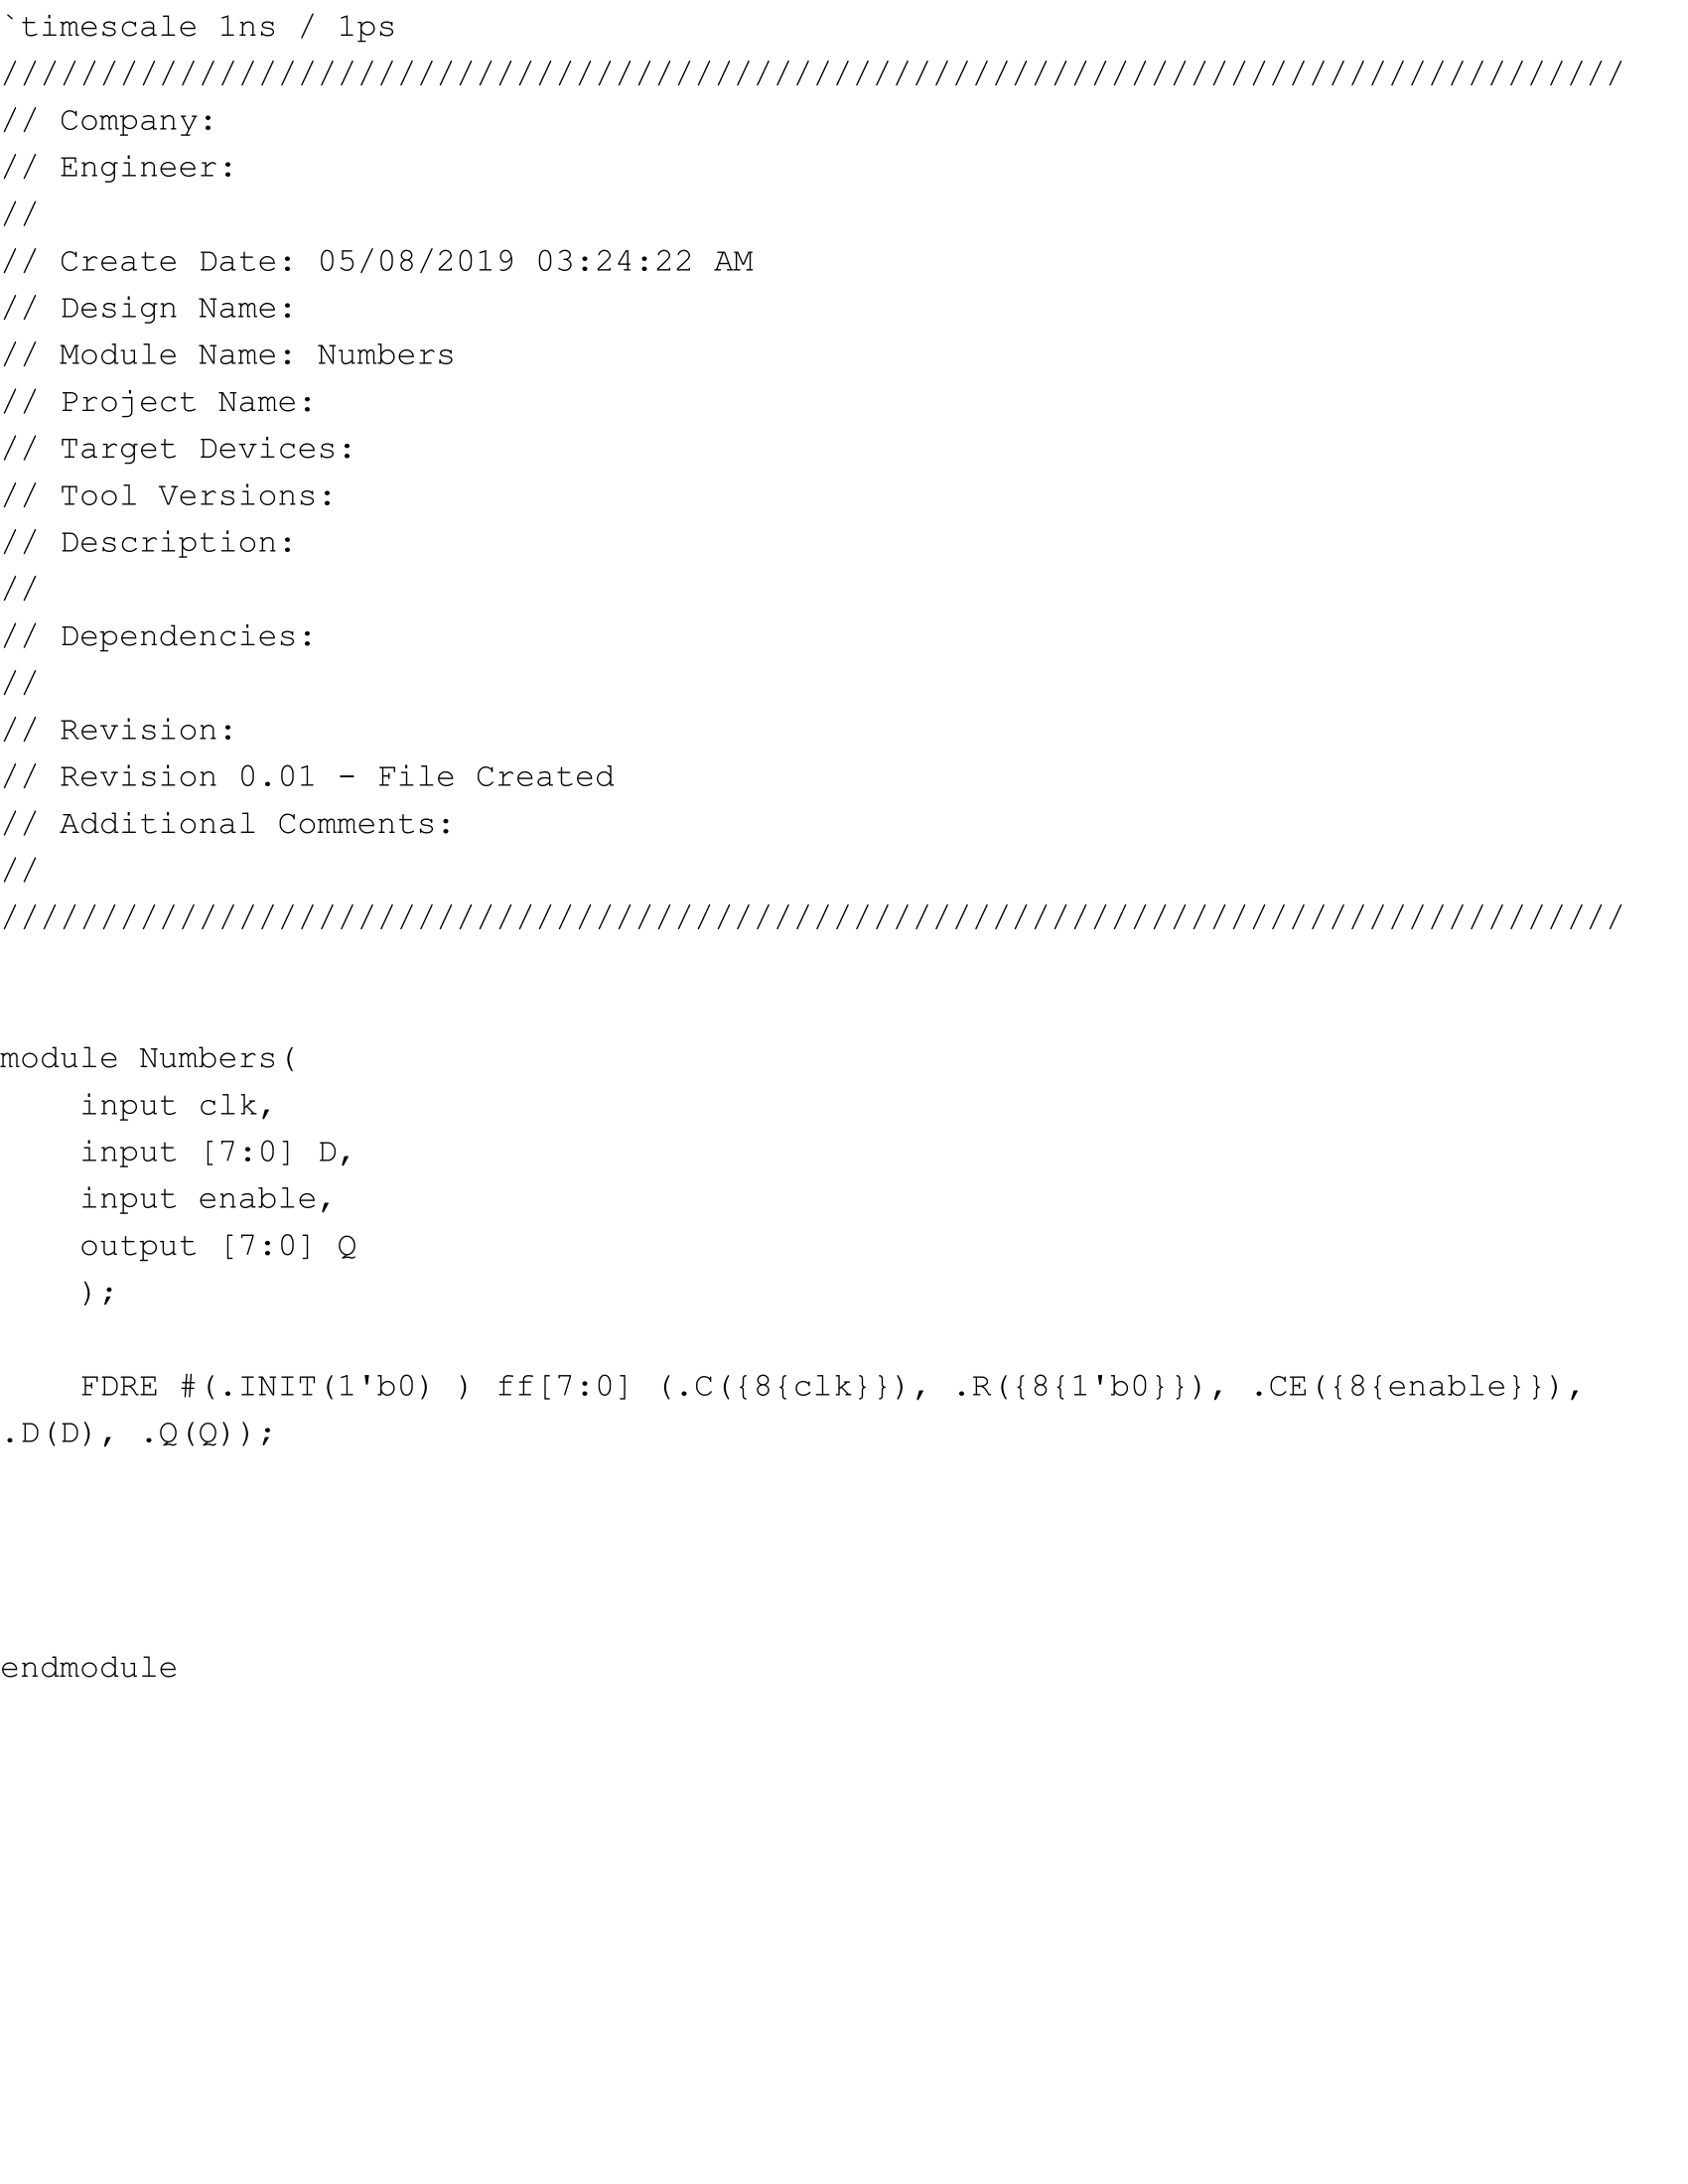 `timescale 1ns / 1ps
//////////////////////////////////////////////////////////////////////////////////
// Company:
// Engineer:
//
// Create Date: 05/08/2019 03:24:22 AM
// Design Name:
// Module Name: Numbers
// Project Name:
// Target Devices:
// Tool Versions:
// Description:
//
// Dependencies:
//
// Revision:
// Revision 0.01 - File Created
// Additional Comments:
//
//////////////////////////////////////////////////////////////////////////////////
module Numbers(
    input clk,
    input [7:0] D,
    input enable,
    output [7:0] Q
    );
    FDRE #(.INIT(1'b0) ) ff[7:0] (.C({8{clk}}), .R({8{1'b0}}), .CE({8{enable}}),
.D(D), .Q(Q));
endmodule